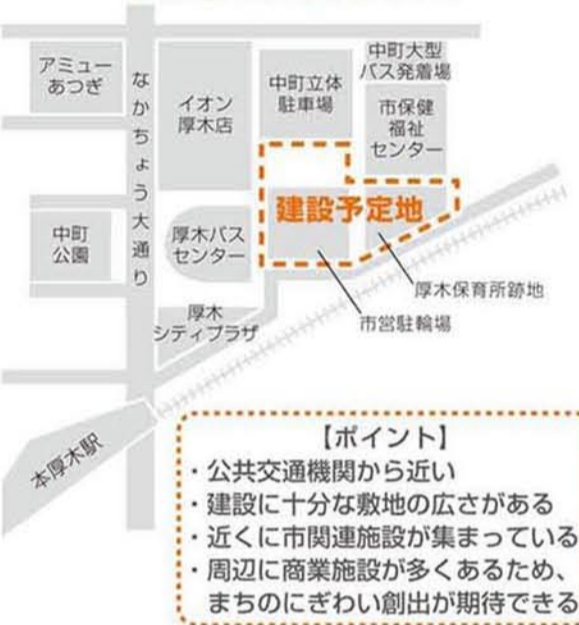 アミュー
あつぎ
なかちょう大通り
イオン
厚木店
中町立体
駐車場
中町大型
バス発着場
市保健
福祉
センター
建設予定地
中町
公園
厚木バス
センター
厚木保育所跡地
市営駐輪場
厚木
シティプラザ
本厚木駅
【ポイント】
・公共交通機関から近い
・建設に十分な敷地の広さがある
・近くに市関連施設が集まっている
・周辺に商業施設が多くあるため、
まちのにぎわい創出が期待できる